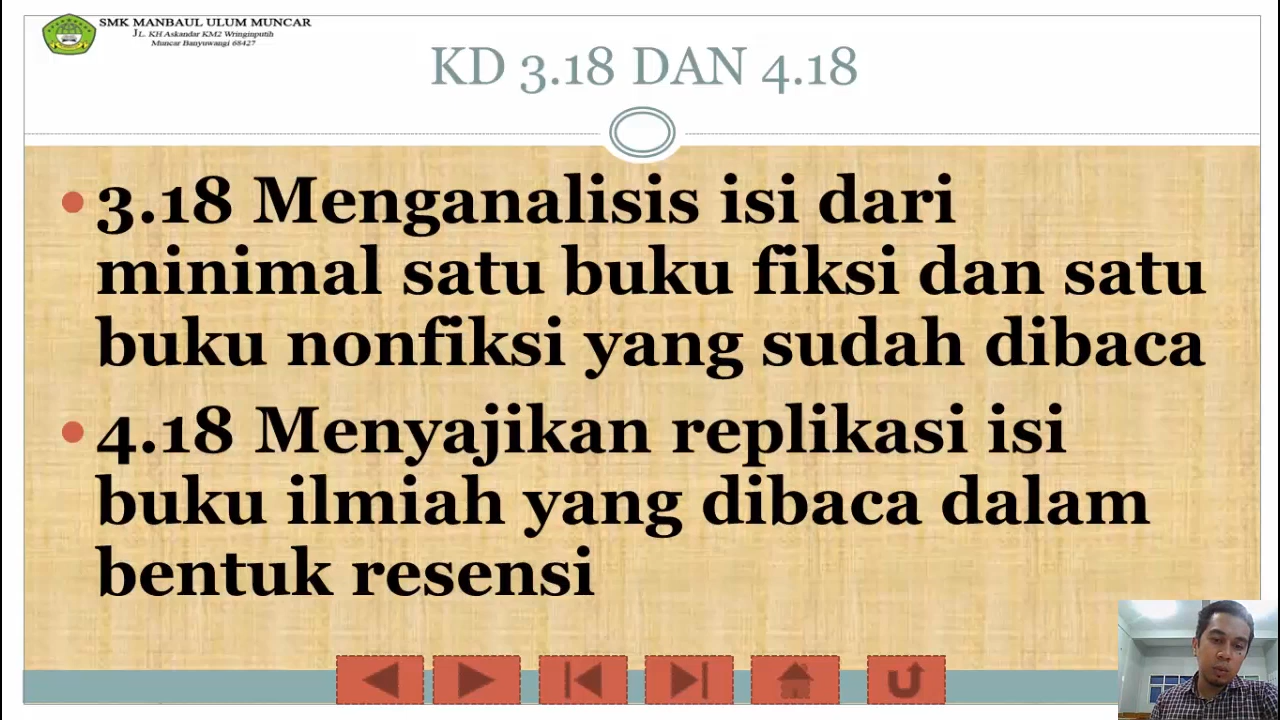 SMK MANBAUL ULUM MUNCAR
JL. KH Askandar KM2 Wringinputih
Muncar Banyuwangi 68427
KD 3.18 DAN 4.18
• 3.18 Menganalisis isi dari
minimal satu buku fiksi dan satu
buku nonfiksi yang sudah dibaca
• 4.18 Menyajikan replikasi isi
buku ilmiah yang dibaca dalam
bentuk resensi